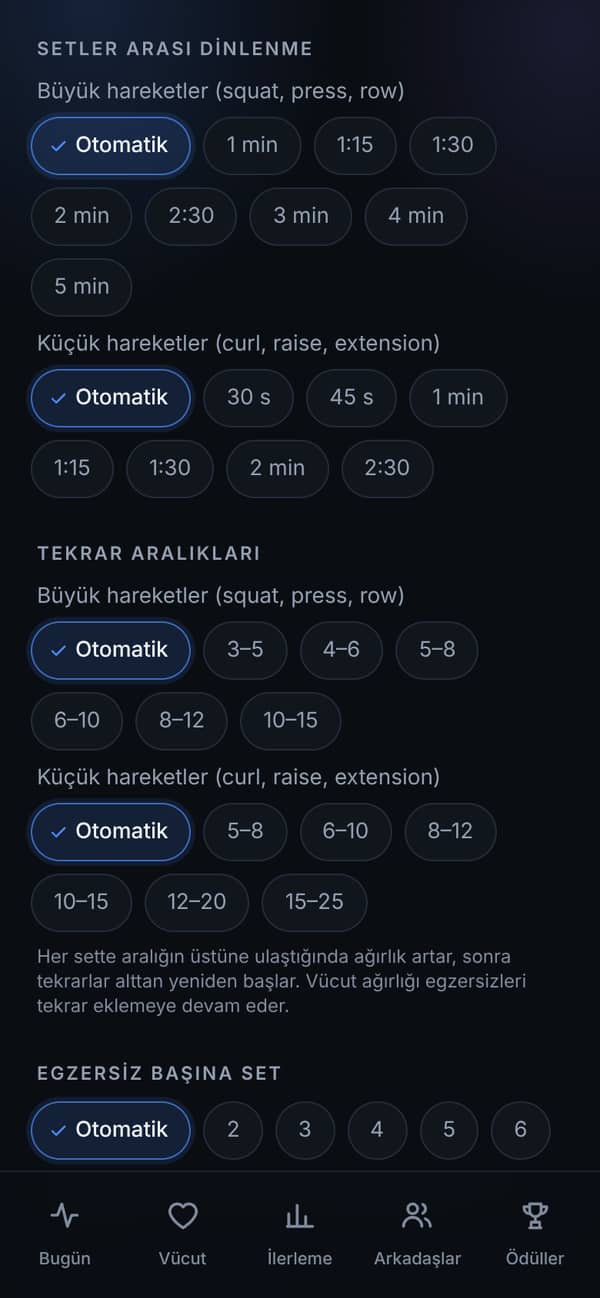 SETLER ARASI DİNLENME
Büyük hareketler (squat, press, row)
Otomatik 1 min 1:15 1:30
2 min 2:30 3 min 4 min
5 min
Küçük hareketler (curl, raise, extension)
Otomatik 30 s 45 s 1 min
1:15 1:30 2 min 2:30
TEKRAR ARALIKLARI
Büyük hareketler (squat, press, row)
Otomatik 3–5 4–6 5–8
6–10 8–12 10–15
Küçük hareketler (curl, raise, extension)
Otomatik 5–8 6–10 8–12
10–15 12–20 15–25
Her sette aralığın üstüne ulaştığında ağırlık artar, sonra
tekrarlar alttan yeniden başlar. Vücut ağırlığı egzersizleri
tekrar eklemeye devam eder.
EGZERSİZ BAŞINA SET
Otomatik 2 3 4 5 6
Bugün Vücut İlerleme Arkadaşlar Ödüller